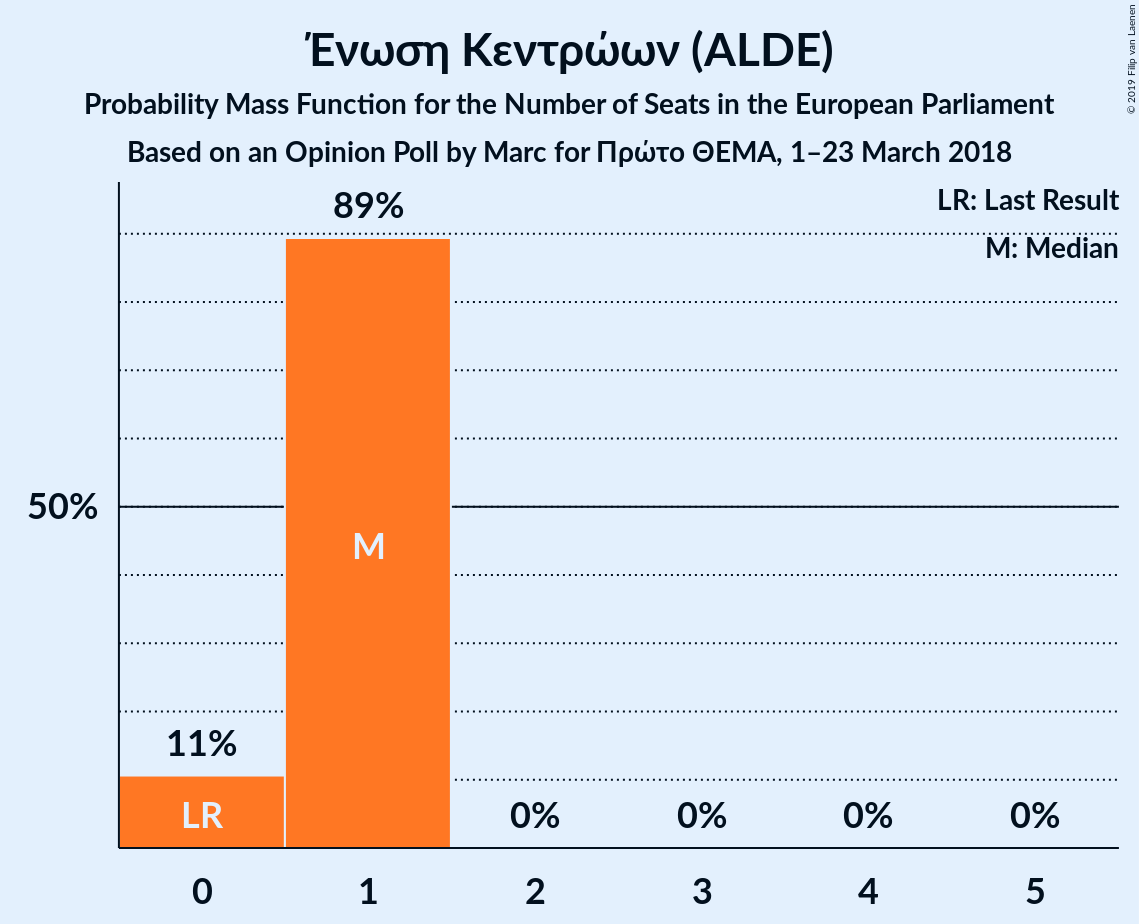 Ένωση Κεντρώων (ALDE)
Probability Mass Function for the Number of Seats in the European Parliament
Based on an Opinion Poll by Marc for Πρώτο ΘΕΜΑ, 1–23 March 2018
© 2019 Filip van Laenen
LR: Last Result
M: Median
89%
50%
M
11%
LR
0%
0%
0%
0%
0 1 2 3 4 5